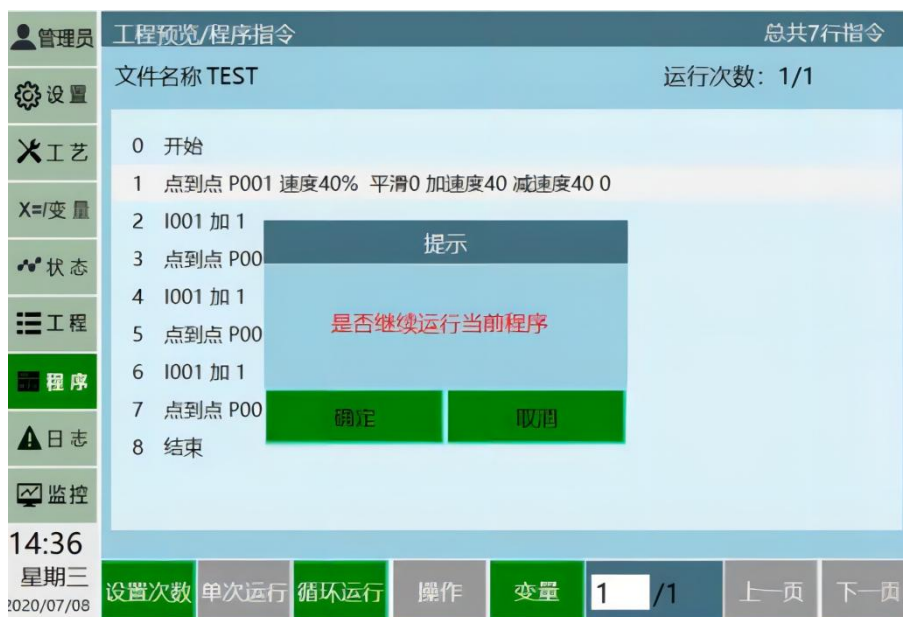 管理员
设置
工艺
X=/变量
状态
工程
程序
日志
监控
14:36
星期三
2020/07/08
工程预览/程序指令 总共7行指令
文件名称 TEST 运行次数：1/1
0 开始
1 点到点 P001 速度40% 平滑0 加速度40 减速度40 0
2 I001 加 1
3 点到点 P00
4 I001 加 1
5 点到点 P00
6 I001 加 1
7 点到点 P00
8 结束
提示
是否继续运行当前程序
确定 取消
设置次数 单次运行 循环运行 操作 变量 1 /1 上一页 下一页